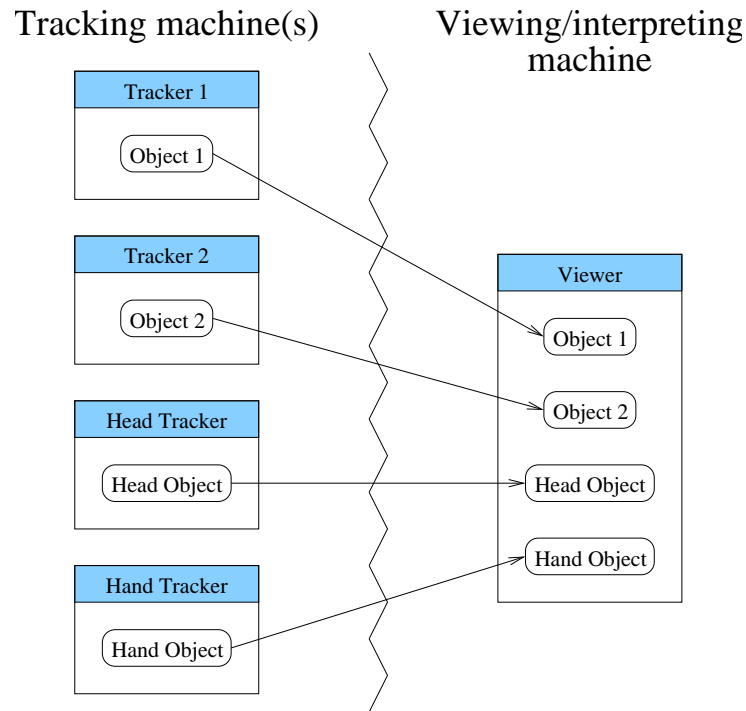 Tracking machine(s)
Viewing/interpreting
machine
Tracker 1
Object 1
Tracker 2
Object 2
Head Tracker
Head Object
Hand Tracker
Hand Object
Viewer
Object 1
Object 2
Head Object
Hand Object